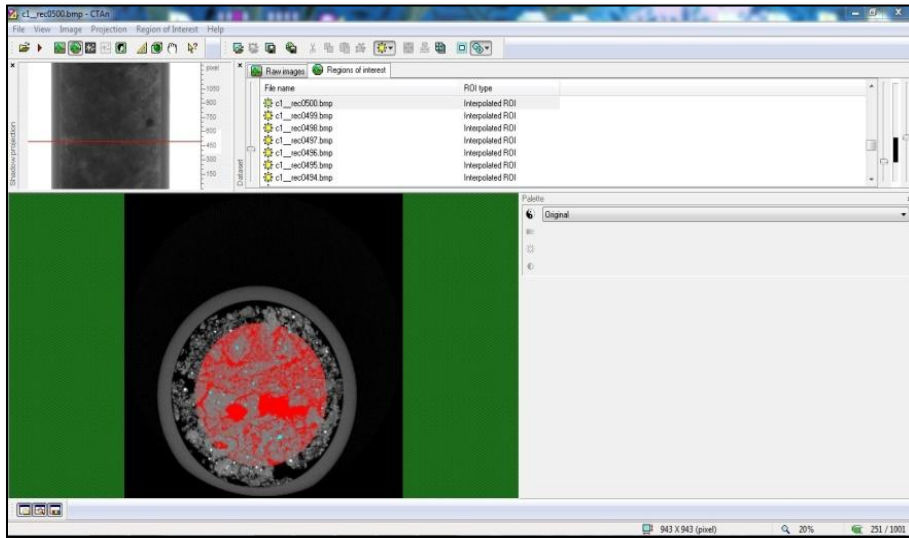 c1__rec0500.bmp - CTAn
File View Image Projection Region of Interest Help
pixel
1050
900
750
600
450
300
150
Shadow projection
Dataset
Raw images Regions of interest
File name ROI type
c1__rec0500.bmp Interpolated ROI
c1__rec0499.bmp Interpolated ROI
c1__rec0498.bmp Interpolated ROI
c1__rec0497.bmp Interpolated ROI
c1__rec0496.bmp Interpolated ROI
c1__rec0495.bmp Interpolated ROI
c1__rec0494.bmp Interpolated ROI
Palette
Original
943 X 943 (pixel) 20% 251 / 1001